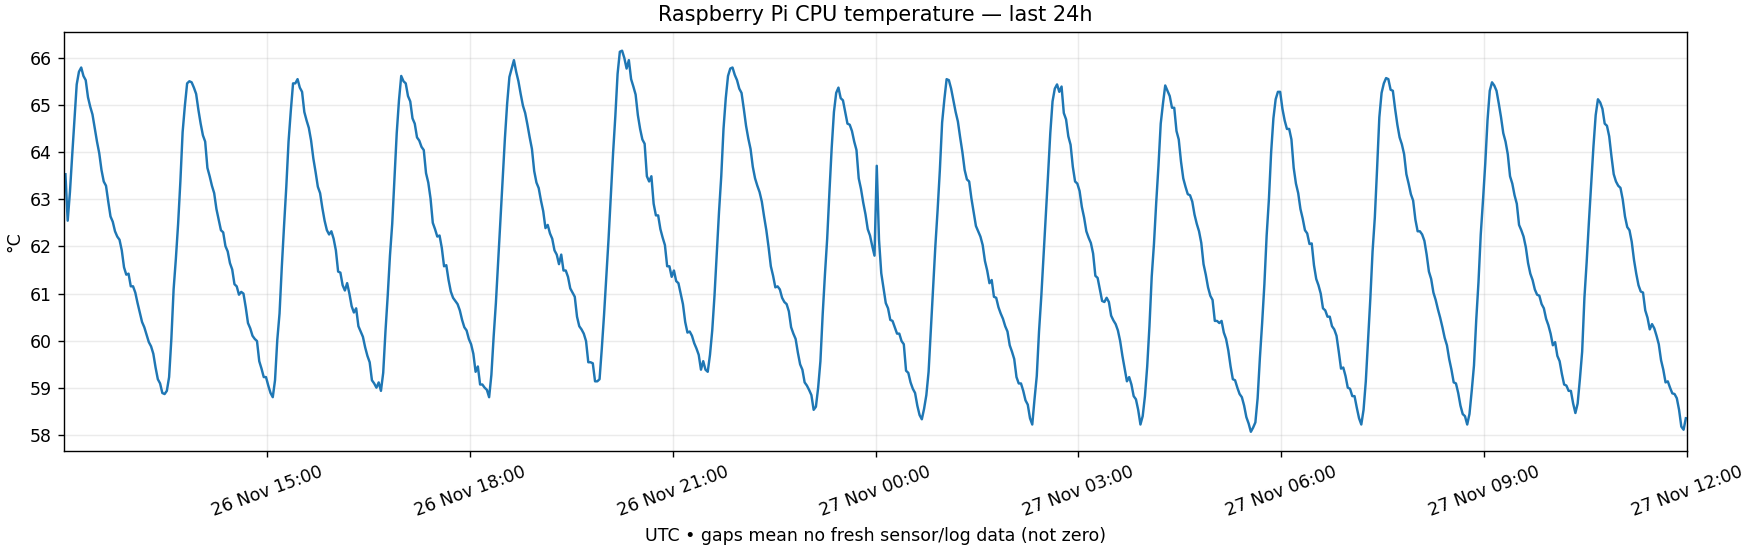 Raspberry Pi CPU temperature — last 24h
°C
66
65
64
63
62
61
60
59
58
26 Nov 15:00
26 Nov 18:00
26 Nov 21:00
27 Nov 00:00
27 Nov 03:00
27 Nov 06:00
27 Nov 09:00
27 Nov 12:00
UTC • gaps mean no fresh sensor/log data (not zero)